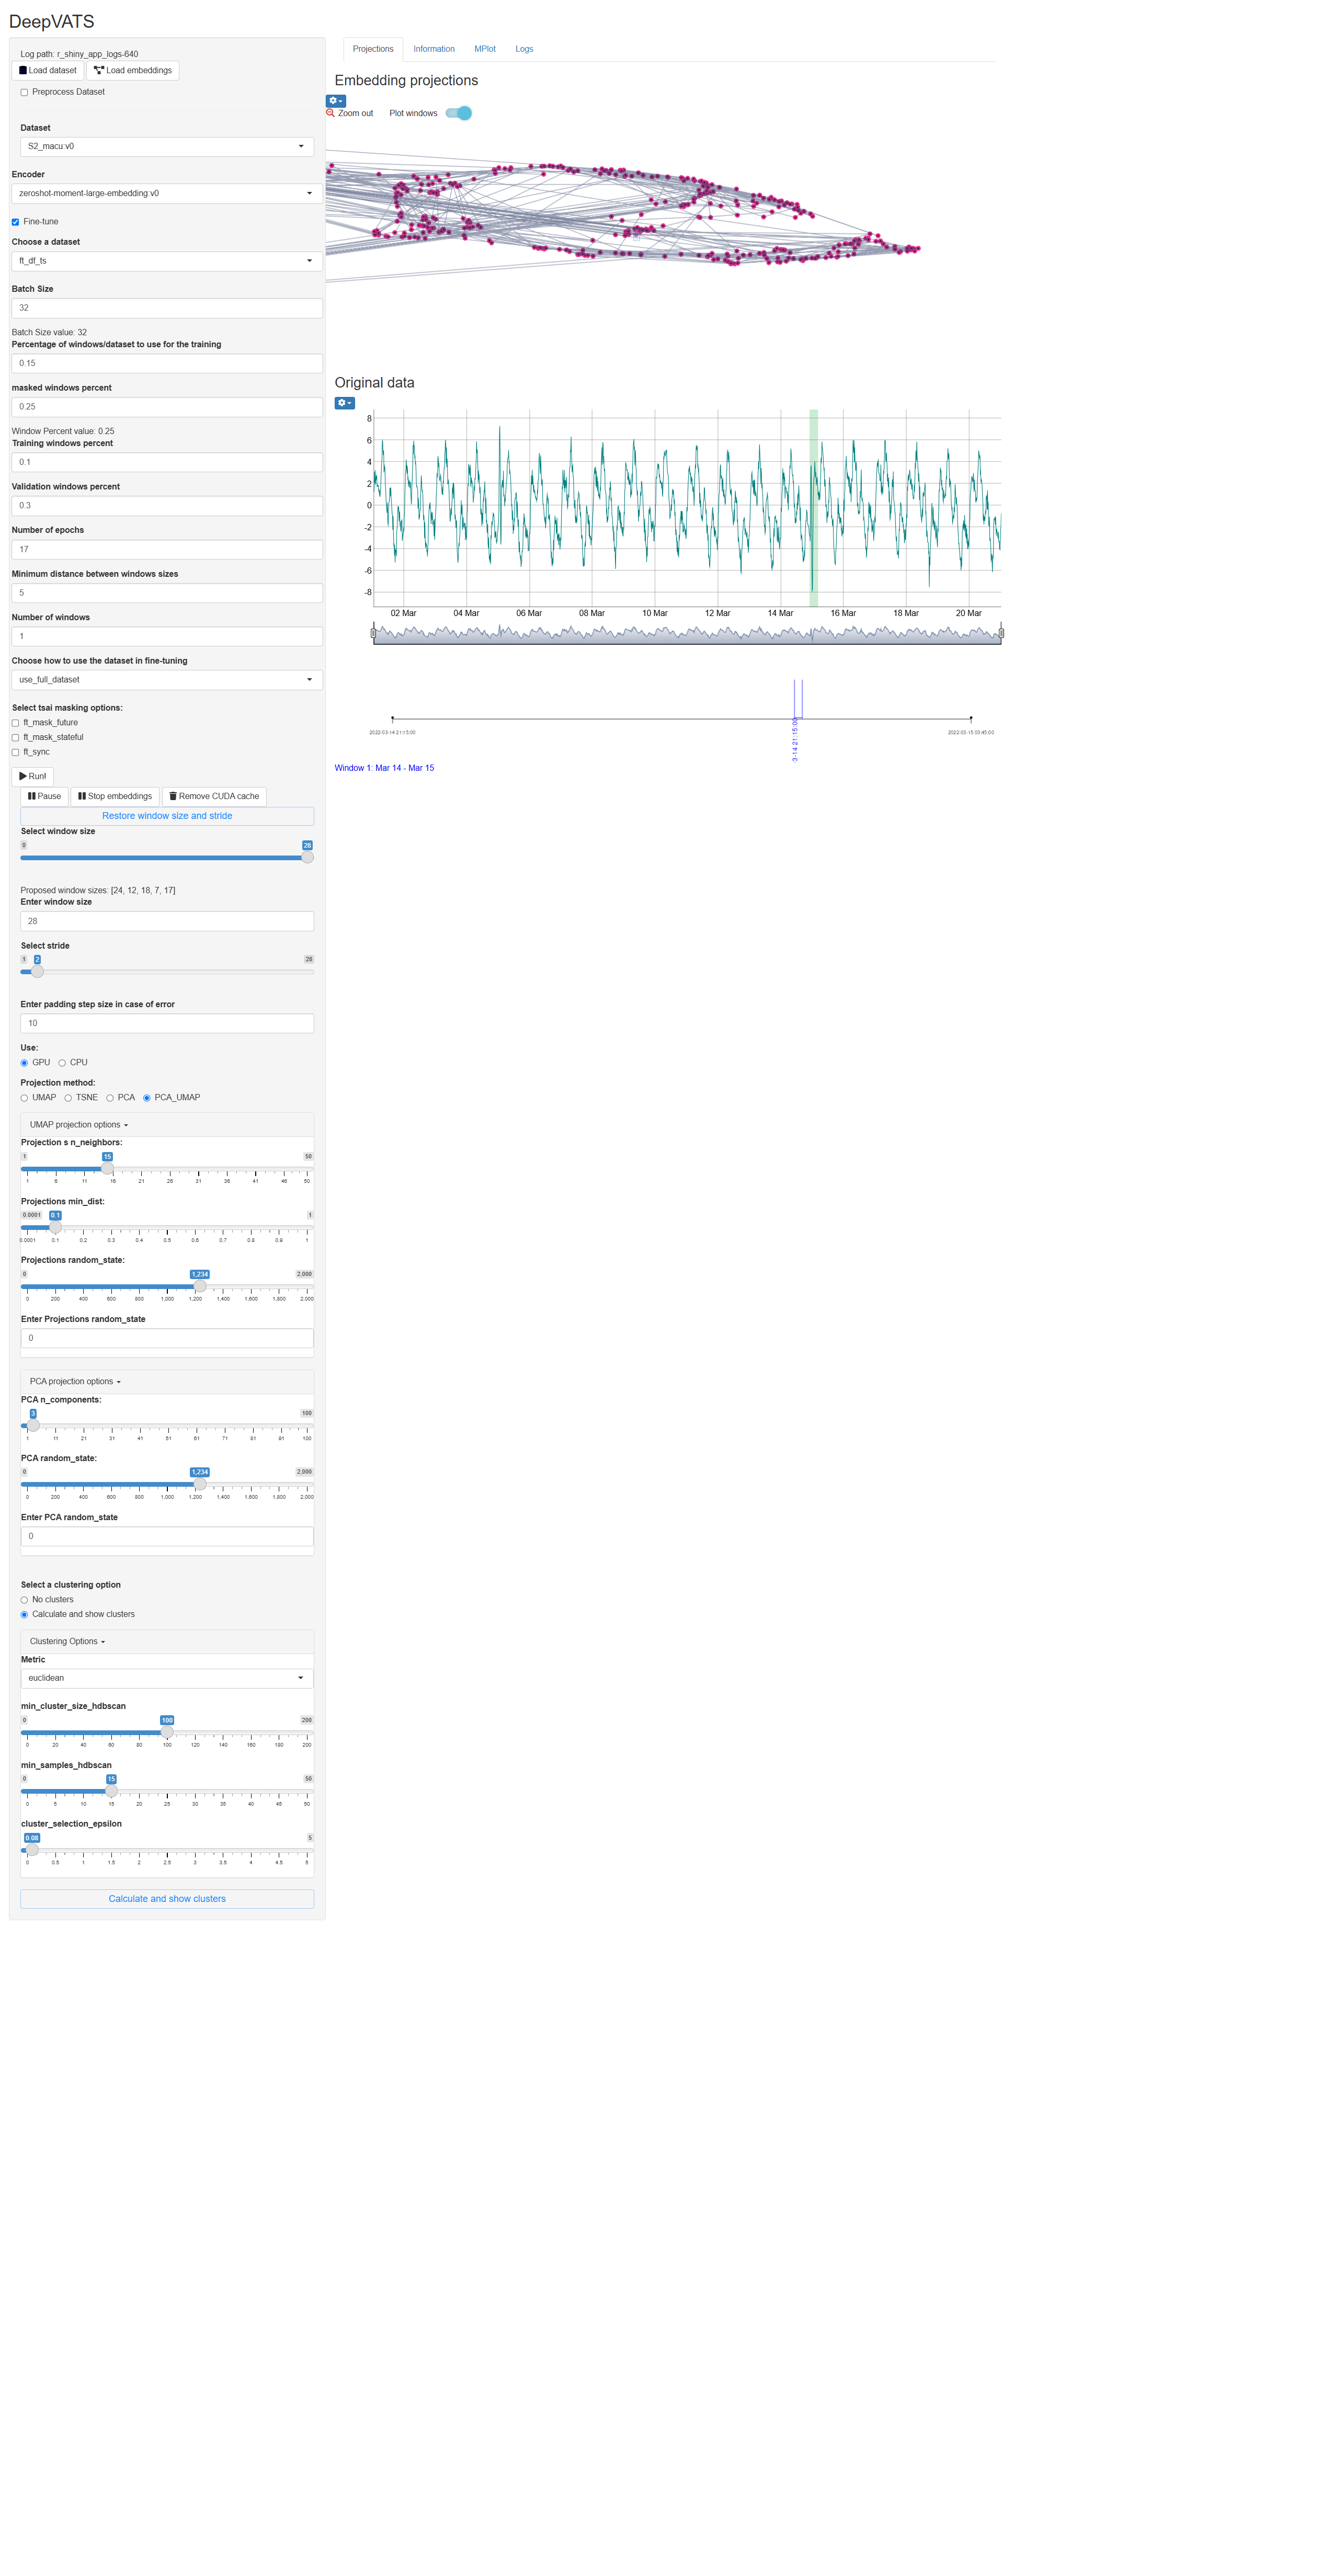 DeepVATS
Log path: r_shiny_app_logs-640
Load dataset Load embeddings
Preprocess Dataset
Dataset
S2_macu:v0
Encoder
zeroshot-moment-large-embedding:v0
Fine-tune
Choose a dataset
ft_df_ts
Batch Size
32
Batch Size value: 32
Percentage of windows/dataset to use for the training
0.15
masked windows percent
0.25
Window Percent value: 0.25
Training windows percent
0.1
Validation windows percent
0.3
Number of epochs
17
Minimum distance between windows sizes
5
Number of windows
1
Choose how to use the dataset in fine-tuning
use_full_dataset
Select tsai masking options:
ft_mask_future
ft_mask_stateful
ft_sync
Run!
Pause Stop embeddings Remove CUDA cache
Restore window size and stride
Select window size
0 28
Proposed window sizes: [24, 12, 18, 7, 17]
Enter window size
28
Select stride
1 2 28
Enter padding step size in case of error
10
Use:
GPU CPU
Projection method:
UMAP TSNE PCA PCA_UMAP
UMAP projection options
Projection s n_neighbors:
1 15 50
1 6 11 16 21 26 31 36 41 46 50
Projections min_dist:
0.0001 0.1 1
0.0001 0.1 0.2 0.3 0.4 0.5 0.6 0.7 0.8 0.9 1
Projections random_state:
0 1,234 2,000
0 200 400 600 800 1,000 1,200 1,400 1,600 1,800 2,000
Enter Projections random_state
0
PCA projection options
PCA n_components:
3 100
1 11 21 31 41 51 61 71 81 91 100
PCA random_state:
0 1,234 2,000
0 200 400 600 800 1,000 1,200 1,400 1,600 1,800 2,000
Enter PCA random_state
0
Select a clustering option
No clusters
Calculate and show clusters
Clustering Options
Metric
euclidean
min_cluster_size_hdbscan
0 100 200
0 20 40 60 80 100 120 140 160 180 200
min_samples_hdbscan
0 15 50
0 5 10 15 20 25 30 35 40 45 50
cluster_selection_epsilon
0.08 5
0 0.5 1 1.5 2 2.5 3 3.5 4 4.5 5
Calculate and show clusters
Projections Information MPlot Logs
Embedding projections
Zoom out Plot windows
Original data
8
6
4
2
0
-2
-4
-6
-8
02 Mar 04 Mar 06 Mar 08 Mar 10 Mar 12 Mar 14 Mar 16 Mar 18 Mar 20 Mar
3-14 21:15:00
2022-03-14 21:15:00 2022-03-15 03:45:00
Window 1: Mar 14 - Mar 15